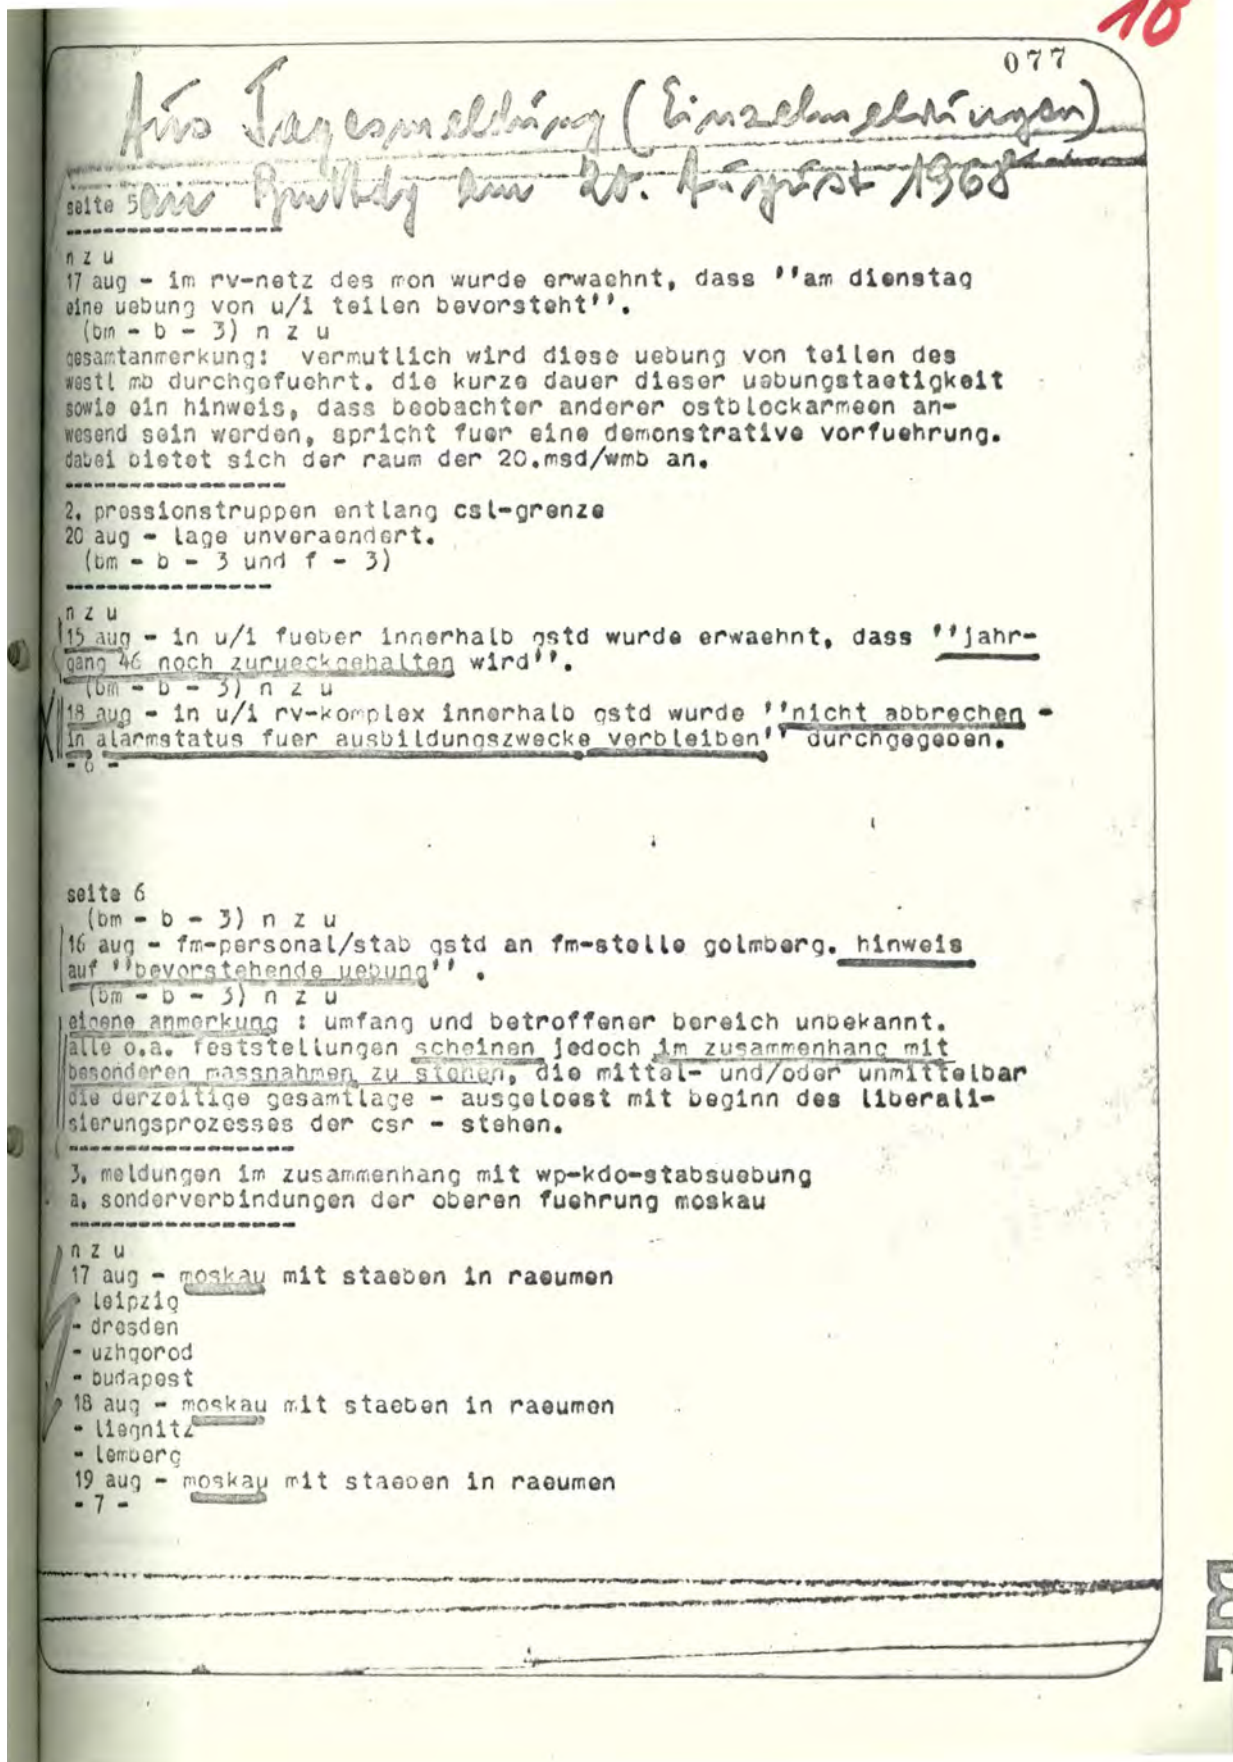 10
077
Aus Tagesmeldung (Einzelmeldungen)
seite 5
an am 20. August 1968
-----------------
n z u
17 aug - im rv-netz des mon wurde erwaehnt, dass ''am dienstag
eine uebung von u/i teilen bevorsteht''.
(bm - b - 3) n z u
gesamtanmerkung: vermutlich wird diese uebung von teilen des
westl mb durchgefuehrt. die kurze dauer dieser uebungstaetigkeit
sowie ein hinweis, dass beobachter anderer ostblockarmeen an-
wesend sein werden, spricht fuer eine demonstrative vorfuehrung.
dabei bietet sich der raum der 20.msd/wmb an.
-----------------
2. pressionstruppen entlang csl-grenze
20 aug - lage unveraendert.
(bm - b - 3 und f - 3)
-----------------
n z u
15 aug - in u/i fueber innerhalb gstd wurde erwaehnt, dass ''jahr-
gang 46 noch zurueckgehalten wird''.
(bm - b - 3) n z u
18 aug - in u/i rv-komplex innerhalb gstd wurde ''nicht abbrechen -
in alarmstatus fuer ausbildungszwecke verbleiben'' durchgegeben.
- 6 -
seite 6
(bm - b - 3) n z u
16 aug - fm-personal/stab gstd an fm-stelle golmberg. hinweis
auf ''bevorstehende uebung'' .
(bm - b - 3) n z u
eigene anmerkung : umfang und betroffener bereich unbekannt.
alle o.a. feststellungen scheinen jedoch im zusammenhang mit
besonderen massnahmen zu stehen, die mittel- und/oder unmittelbar
die derzeitige gesamtlage - ausgeloest mit beginn des liberali-
sierungsprozesses der csr - stehen.
-----------------
3. meldungen im zusammenhang mit wp-kdo-stabsuebung
a. sonderverbindungen der oberen fuehrung moskau
-----------------
n z u
17 aug - moskau mit staeben in raeumen
- leipzig
- dresden
- uzhgorod
- budapest
18 aug - moskau mit staeben in raeumen
- liegnitz
- lemberg
19 aug - moskau mit staeben in raeumen
- 7 -